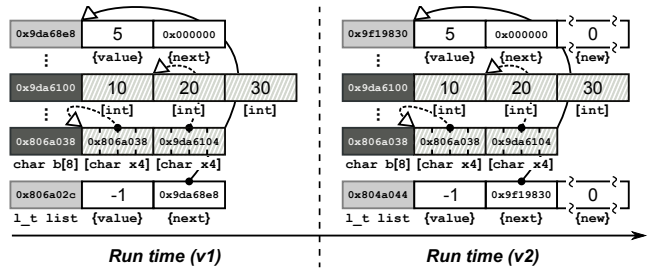 0x9da68e8 5 0x000000
{value} {next}
0x9da6100 10 20 30
[int] [int] [int]
0x806a038 0x806a038 0x9da6104
char b[8] [char x4] [char x4]
0x806a02c -1 0x9da68e8
l_t list {value} {next}
Run time (v1)
0x9f19830 5 0x000000 0
{value} {next} {new}
0x9da6100 10 20 30
[int] [int] [int]
0x806a038 0x806a038 0x9da6104
char b[8] [char x4] [char x4]
0x804a044 -1 0x9f19830 0
l_t list {value} {next} {new}
Run time (v2)